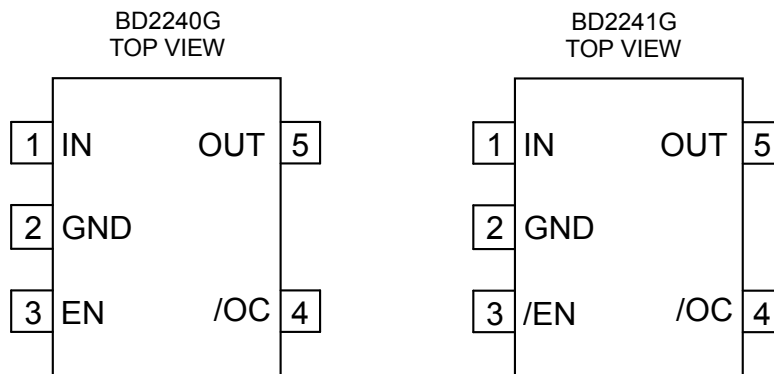 BD2240G
TOP VIEW
1 IN OUT 5
2 GND
3 EN /OC 4
BD2241G
TOP VIEW
1 IN OUT 5
2 GND
3 /EN /OC 4